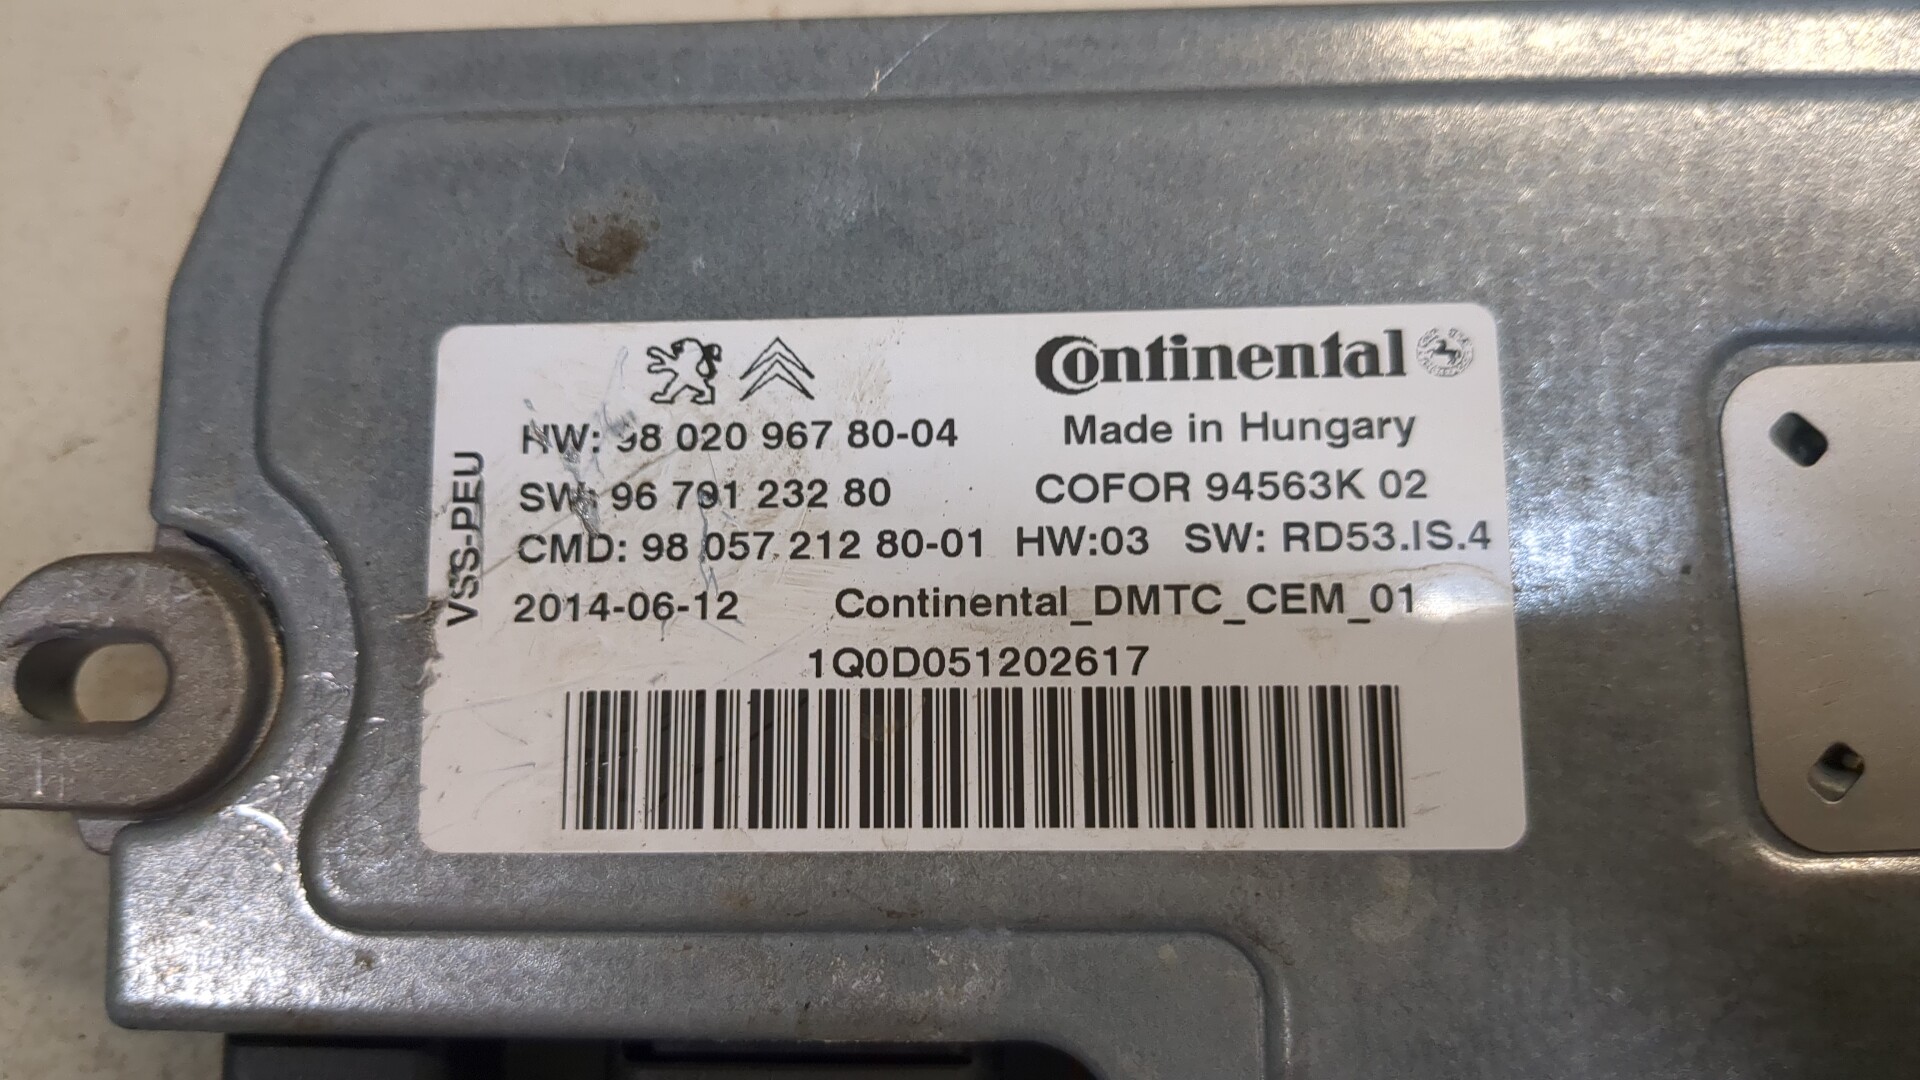 Continental
HW: 98 020 967 80-04
Made in Hungary
SW: 96 791 232 80
COFOR 94563K 02
CMD: 98 057 212 80-01 HW:03 SW: RD53.IS.4
2014-06-12 Continental_DMTC_CEM_01
1Q0D051202617
VSS-PEU